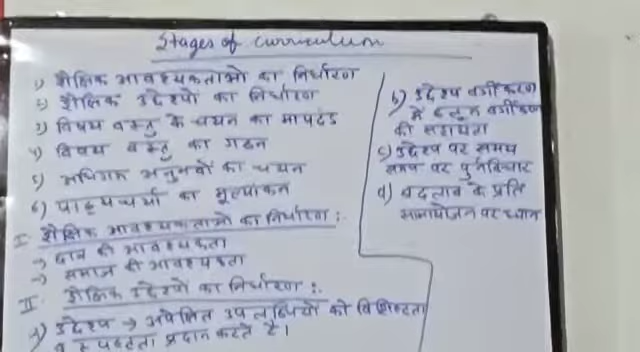 Stages of curriculum
1) शैक्षिक आवश्यकताओ का निर्धारण
2) शैक्षिक उद्देश्यो का निर्धारण
3) विषय वस्तु के चयन का मापदंड
4) विषय वस्तु का गठन
5) अधिगम अनुभवों का चयन
6) पाठ्यचर्या का मूल्यांकन
I शैक्षिक आवश्यकताओ का निर्धारण :-
→ छात्र की आवश्यकता
→ समाज की आवश्यकता
II शैक्षिक उद्देश्यो का निर्धारण :-
a) उद्देश्य → अपेक्षित उपलब्धियों को विशिष्टता
व स्पष्टता प्रदान करते है।
b) उद्देश्य वर्गीकरण
मे ब्लूम वर्गीकरण
की सहायता
c) उद्देश्य पर समय
समय पर पुर्नविचार
d) बदलाव के प्रति
समायोजन पर ध्यान